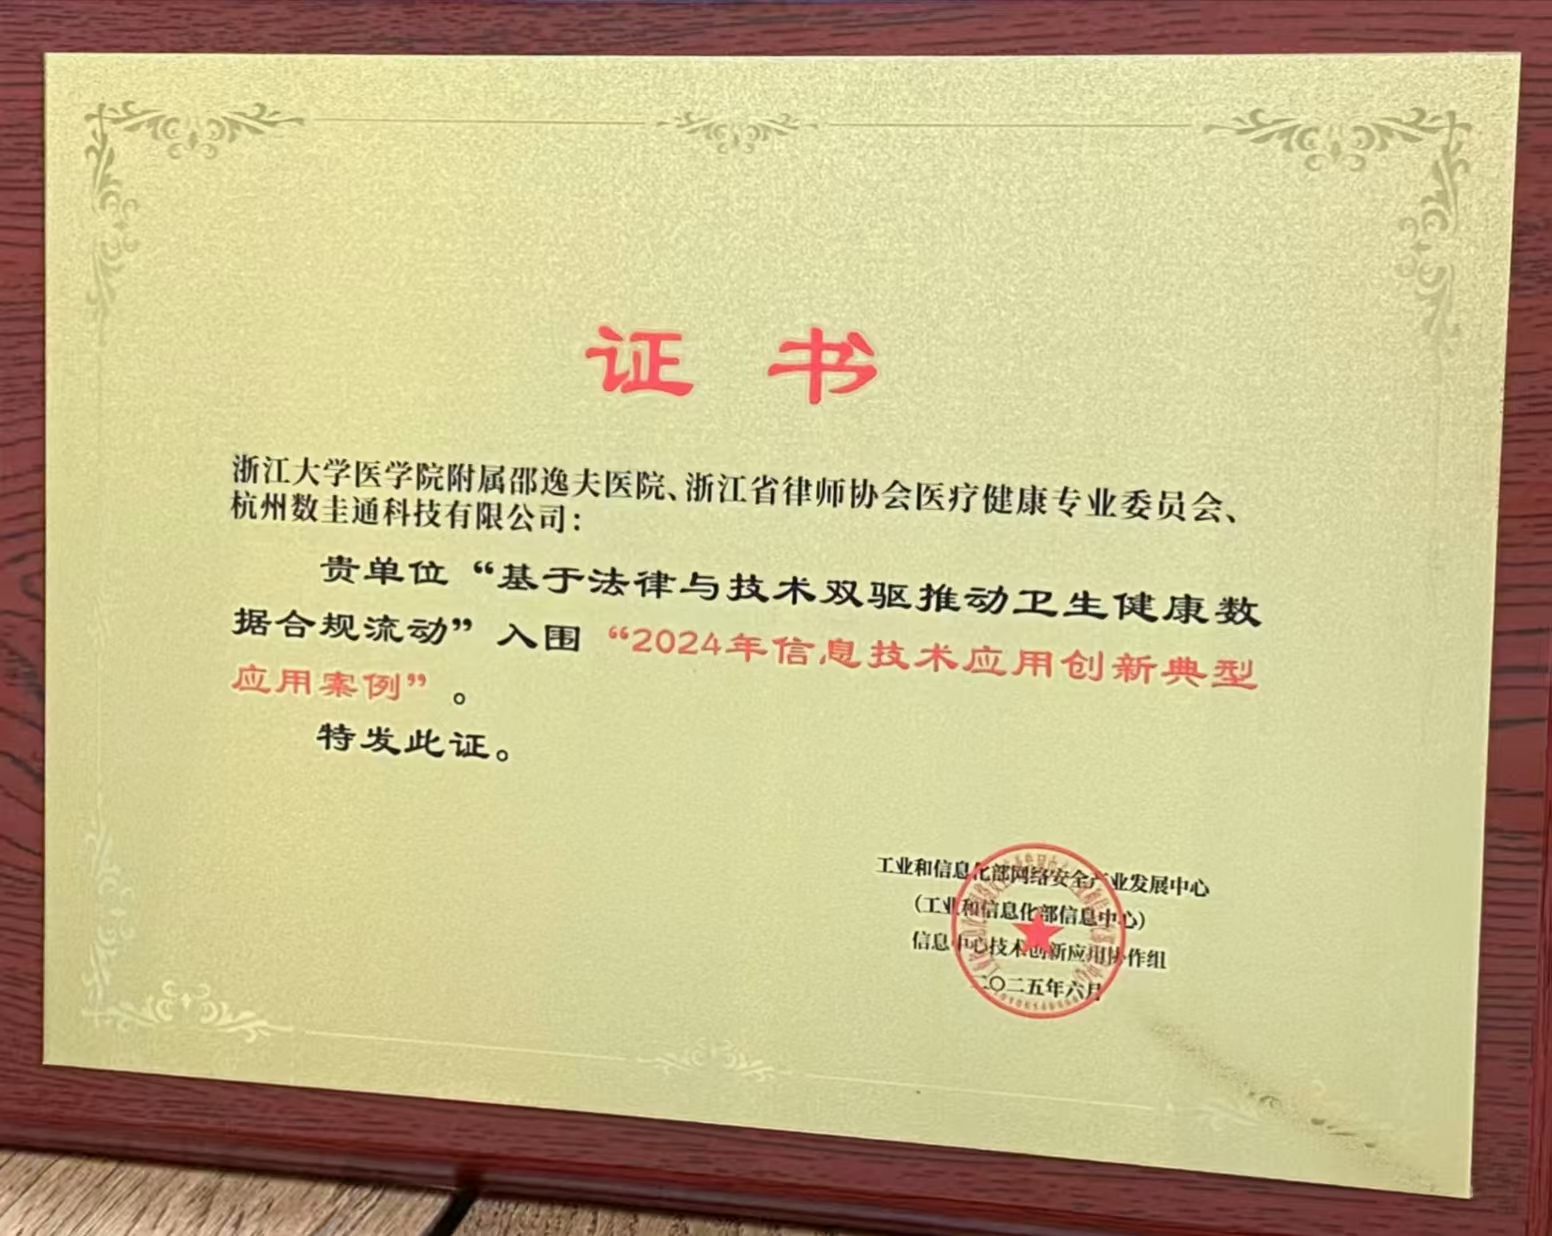 证 书
浙江大学医学院附属邵逸夫医院、浙江省律师协会医疗健康专业委员会、
杭州数圭通科技有限公司：
贵单位“基于法律与技术双驱推动卫生健康数
据合规流动”入围“2024年信息技术应用创新典型
应用案例”。
特发此证。
工业和信息化部网络安全产业发展中心
（工业和信息化部信息中心）
信息中心技术创新应用协作组
二〇二五年六月